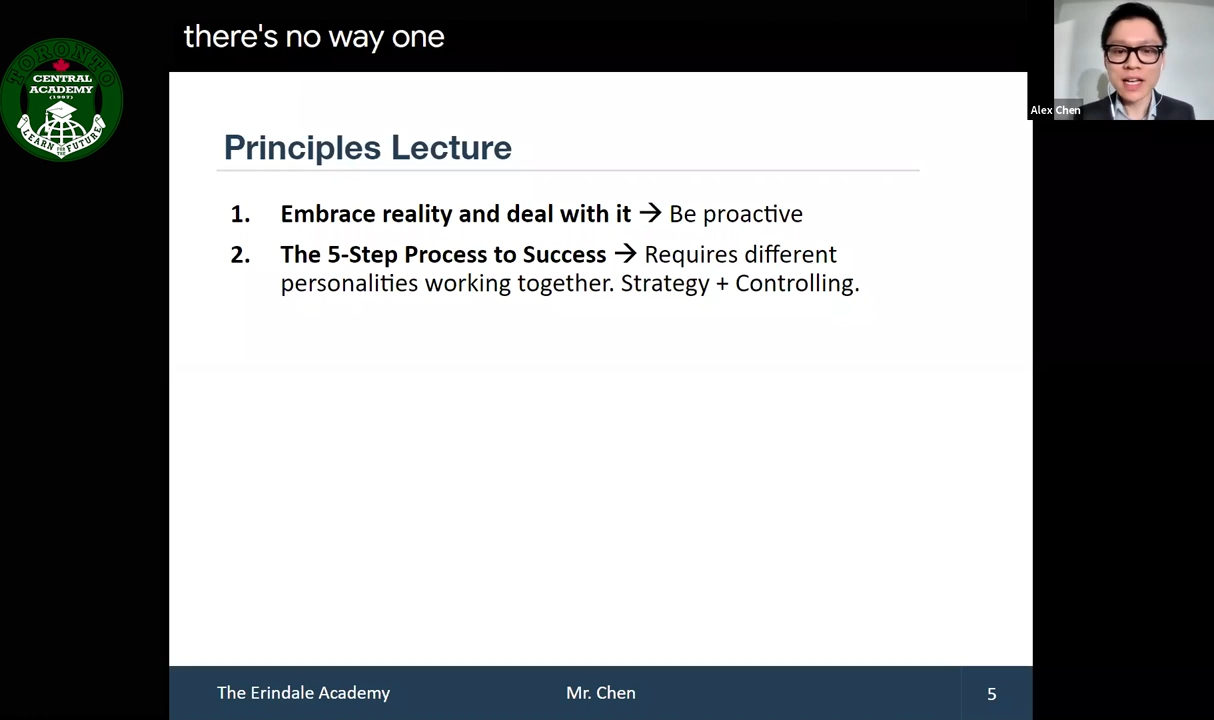 there's no way one
TORONTO
CENTRAL
ACADEMY
(1997)
LEARN FOR THE FUTURE
Alex Chen
Principles Lecture
1. Embrace reality and deal with it → Be proactive
2. The 5-Step Process to Success → Requires different
personalities working together. Strategy + Controlling.
The Erindale Academy
Mr. Chen
5